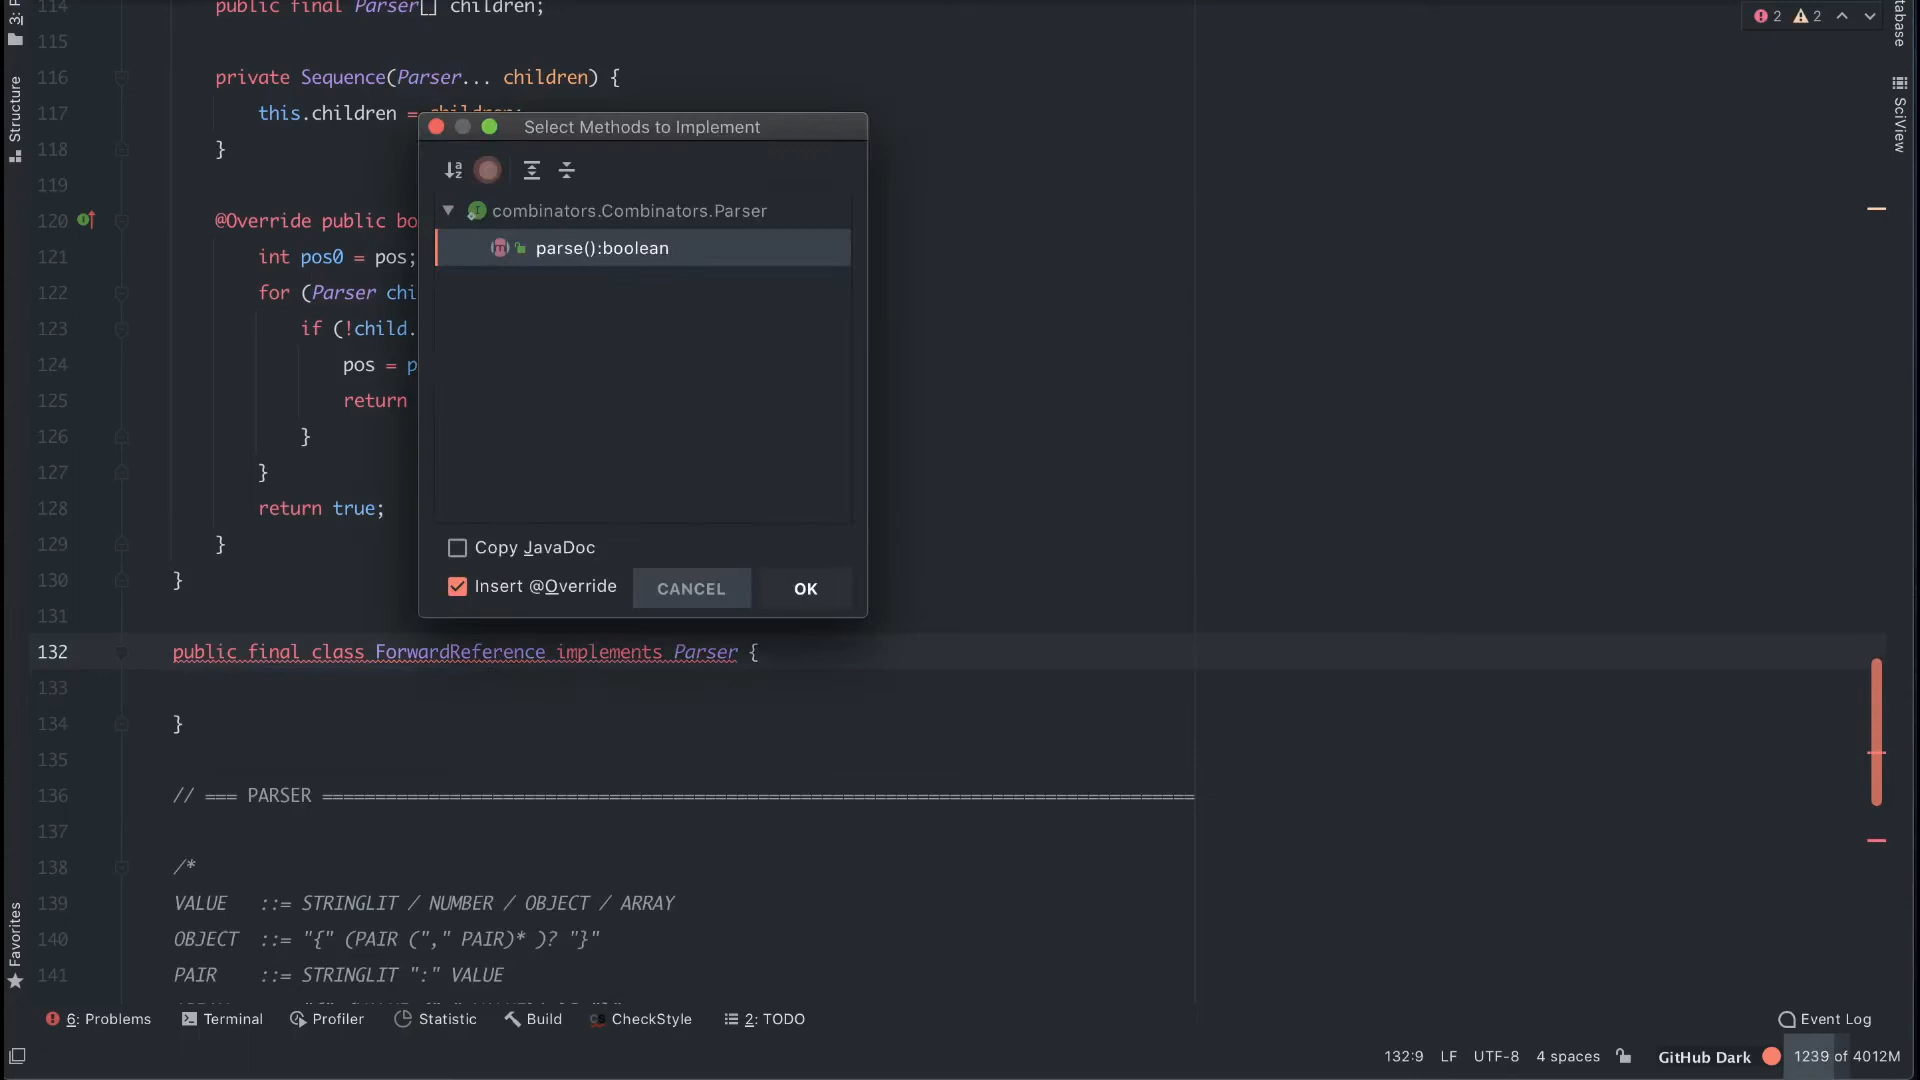 114 public final Parser[] children;
115
116 private Sequence(Parser... children) {
117 this.children =
118 }
119
120 @Override public bo
121 int pos0 = pos;
122 for (Parser chi
123 if (!child.
124 pos = p
125 return
126 }
127 }
128 return true;
129 }
130 }
131
132 public final class ForwardReference implements Parser {
133
134 }
135
136 // === PARSER ==================================================================================
137
138 /*
139 VALUE ::= STRINGLIT / NUMBER / OBJECT / ARRAY
140 OBJECT ::= "{" (PAIR ("," PAIR)* )? "}"
141 PAIR ::= STRINGLIT ":" VALUE
Select Methods to Implement
combinators.Combinators.Parser
parse():boolean
Copy JavaDoc
Insert @Override
CANCEL
OK
2 2
Structure
Favorites
tabase
SciView
6: Problems
Terminal
Profiler
Statistic
Build
CheckStyle
2: TODO
Event Log
132:9 LF UTF-8 4 spaces GitHub Dark 1239 of 4012M